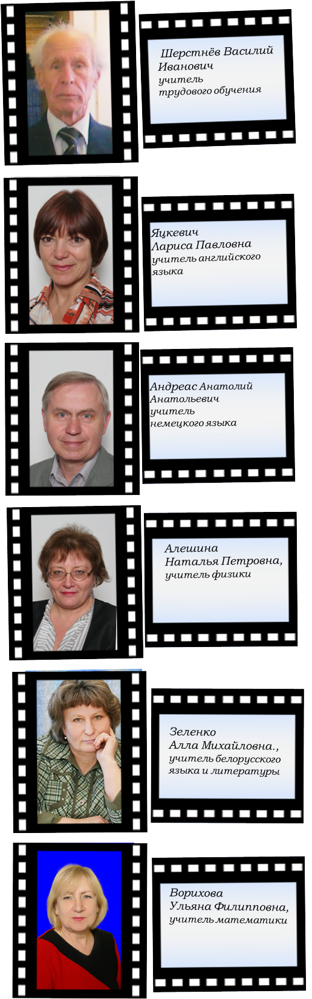 Шерстнёв Василий
Иванович
учитель
трудового обучения
Яцкевич
Лариса Павловна
учитель английского
языка
Андреас Анатолий
Анатольевич
учитель
немецкого языка
Алешина
Наталья Петровна,
учитель физики
Зеленко
Алла Михайловна.,
учитель белорусского
языка и литературы
Ворихова
Ульяна Филипповна,
учитель математики